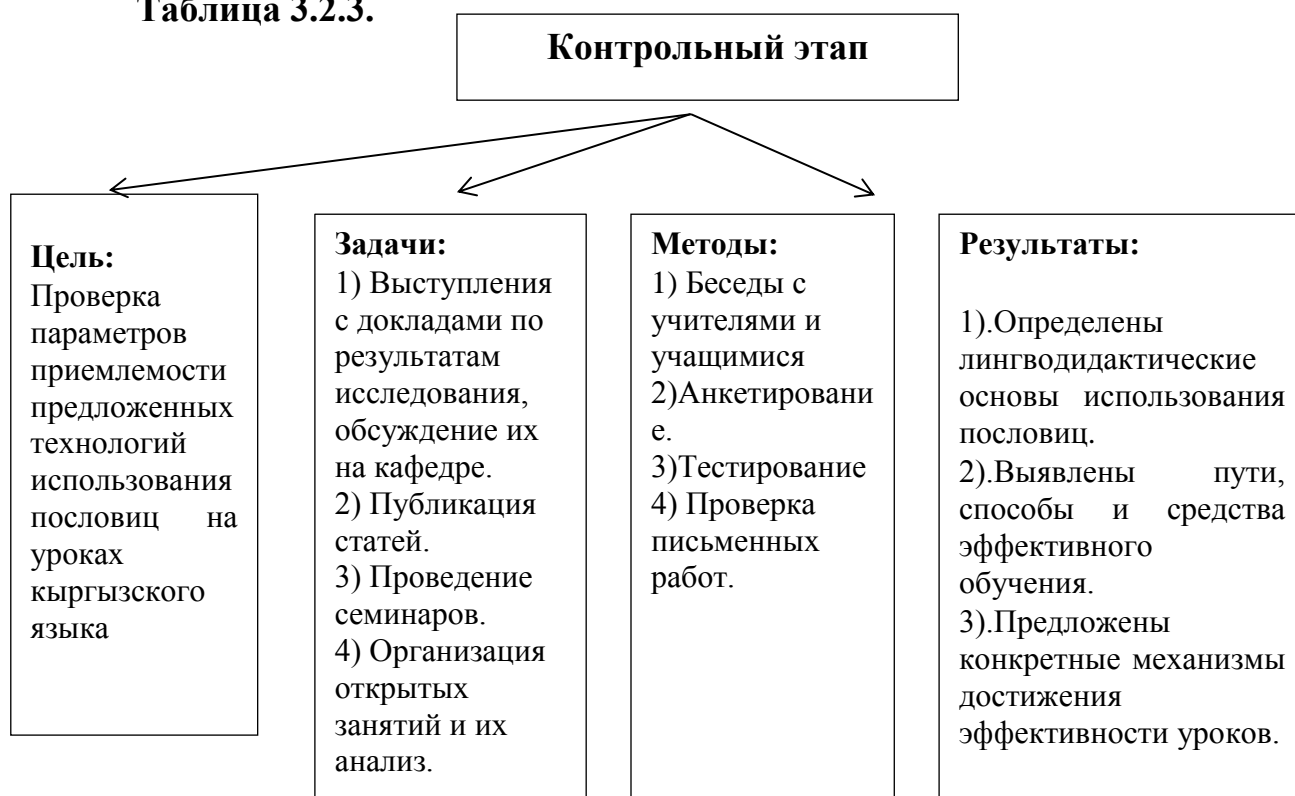 Таблица 3.2.3.
Контрольный этап
Цель:
Проверка
параметров
приемлемости
предложенных
технологий
использования
пословиц на
уроках
кыргызского
языка
Задачи:
1) Выступления
с докладами по
результатам
исследования,
обсуждение их
на кафедре.
2) Публикация
статей.
3) Проведение
семинаров.
4) Организация
открытых
занятий и их
анализ.
Методы:
1) Беседы с
учителями и
учащимися
2)Анкетировани
е.
3)Тестирование
4) Проверка
письменных
работ.
Результаты:
1).Определены
лингводидактические
основы использования
пословиц.
2).Выявлены пути,
способы и средства
эффективного
обучения.
3).Предложены
конкретные механизмы
достижения
эффективности уроков.